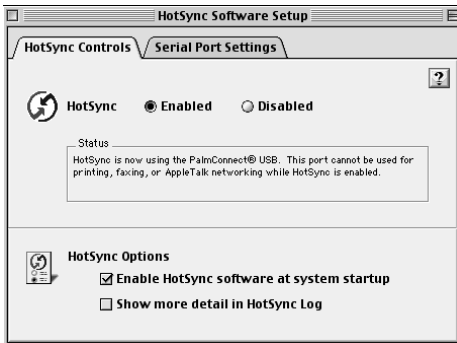 HotSync Software Setup
HotSync Controls
Serial Port Settings
?
HotSync
Enabled
Disabled
Status
HotSync is now using the PalmConnect® USB. This port cannot be used for
printing, faxing, or AppleTalk networking while HotSync is enabled.
HotSync Options
Enable HotSync software at system startup
Show more detail in HotSync Log